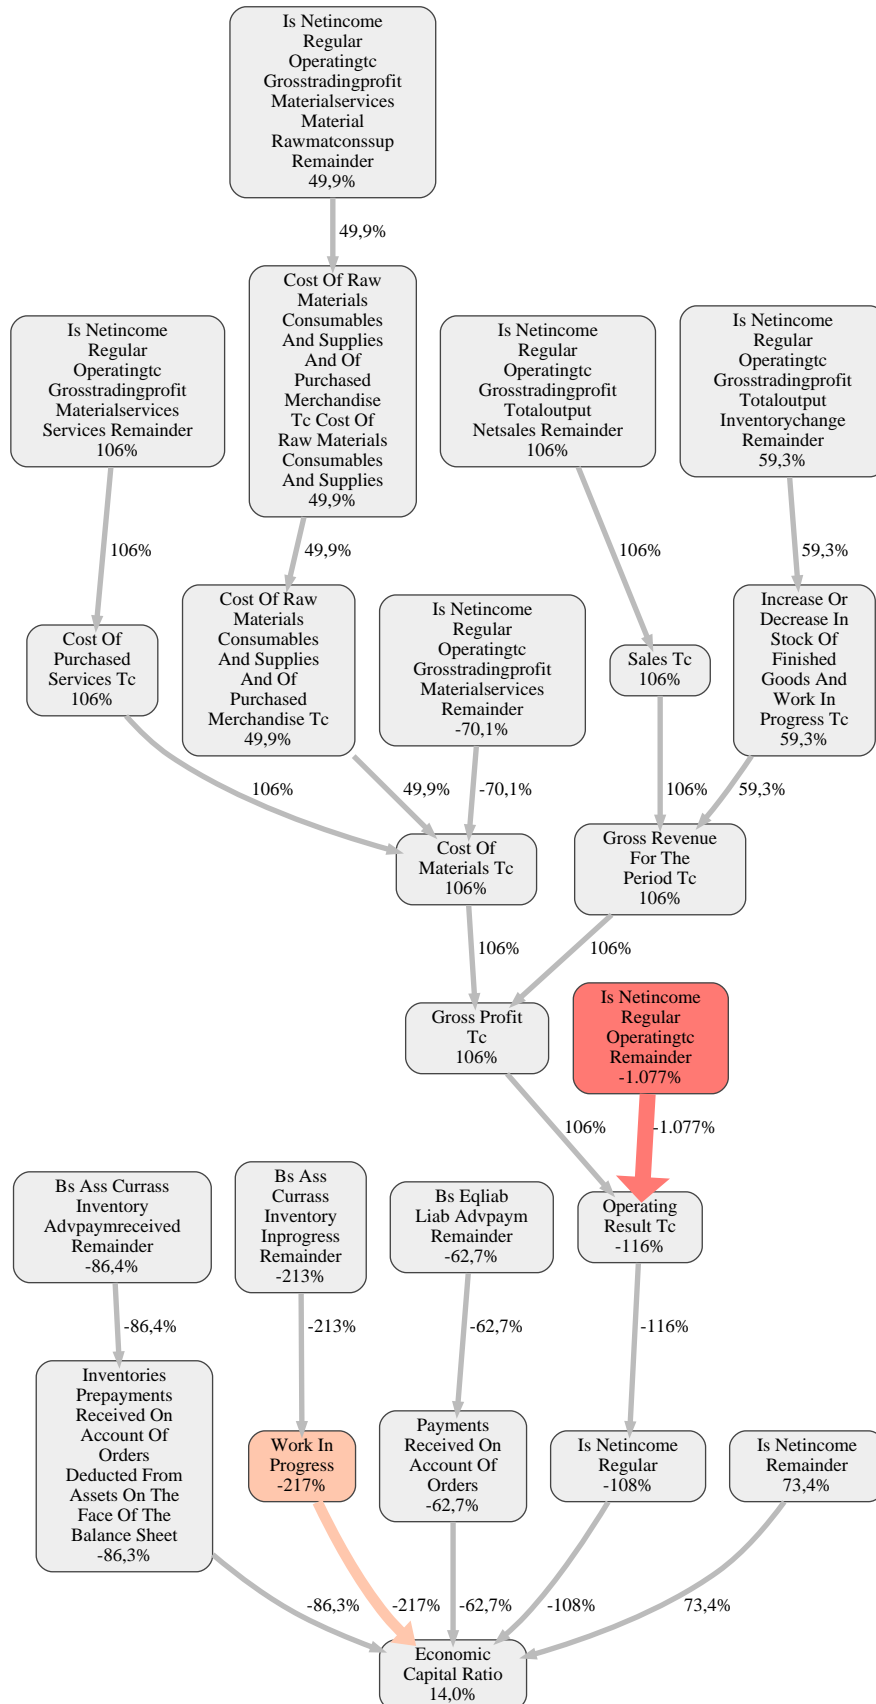 Is Netincome
Regular
Operatingtc
Grosstradingprofit
Materialservices
Material
Rawmatconssup
Remainder
49,9%
49,9%
Is Netincome
Regular
Operatingtc
Grosstradingprofit
Materialservices
Services Remainder
106%
Cost Of Raw
Materials
Consumables
And Supplies
And Of
Purchased
Merchandise
Tc Cost Of
Raw Materials
Consumables
And Supplies
49,9%
Is Netincome
Regular
Operatingtc
Grosstradingprofit
Totaloutput
Netsales Remainder
106%
Is Netincome
Regular
Operatingtc
Grosstradingprofit
Totaloutput
Inventorychange
Remainder
59,3%
106%
49,9%
106%
59,3%
Cost Of
Purchased
Services Tc
106%
Cost Of Raw
Materials
Consumables
And Supplies
And Of
Purchased
Merchandise Tc
49,9%
Is Netincome
Regular
Operatingtc
Grosstradingprofit
Materialservices
Remainder
-70,1%
Sales Tc
106%
Increase Or
Decrease In
Stock Of
Finished
Goods And
Work In
Progress Tc
59,3%
106%
49,9%
-70,1%
106%
59,3%
Cost Of
Materials Tc
106%
Gross Revenue
For The
Period Tc
106%
106%
106%
Gross Profit
Tc
106%
Is Netincome
Regular
Operatingtc
Remainder
-1.077%
106%
-1.077%
Bs Ass Currass
Inventory
Advpaymreceived
Remainder
-86,4%
Bs Ass
Currass
Inventory
Inprogress
Remainder
-213%
Bs Eqliab
Liab Advpaym
Remainder
-62,7%
Operating
Result Tc
-116%
-86,4%
-213%
-62,7%
-116%
Inventories
Prepayments
Received On
Account Of
Orders
Deducted From
Assets On The
Face Of The
Balance Sheet
-86,3%
Work In
Progress
-217%
Payments
Received On
Account Of
Orders
-62,7%
Is Netincome
Regular
-108%
Is Netincome
Remainder
73,4%
-86,3%
-217%
-62,7%
-108%
73,4%
Economic
Capital Ratio
14,0%